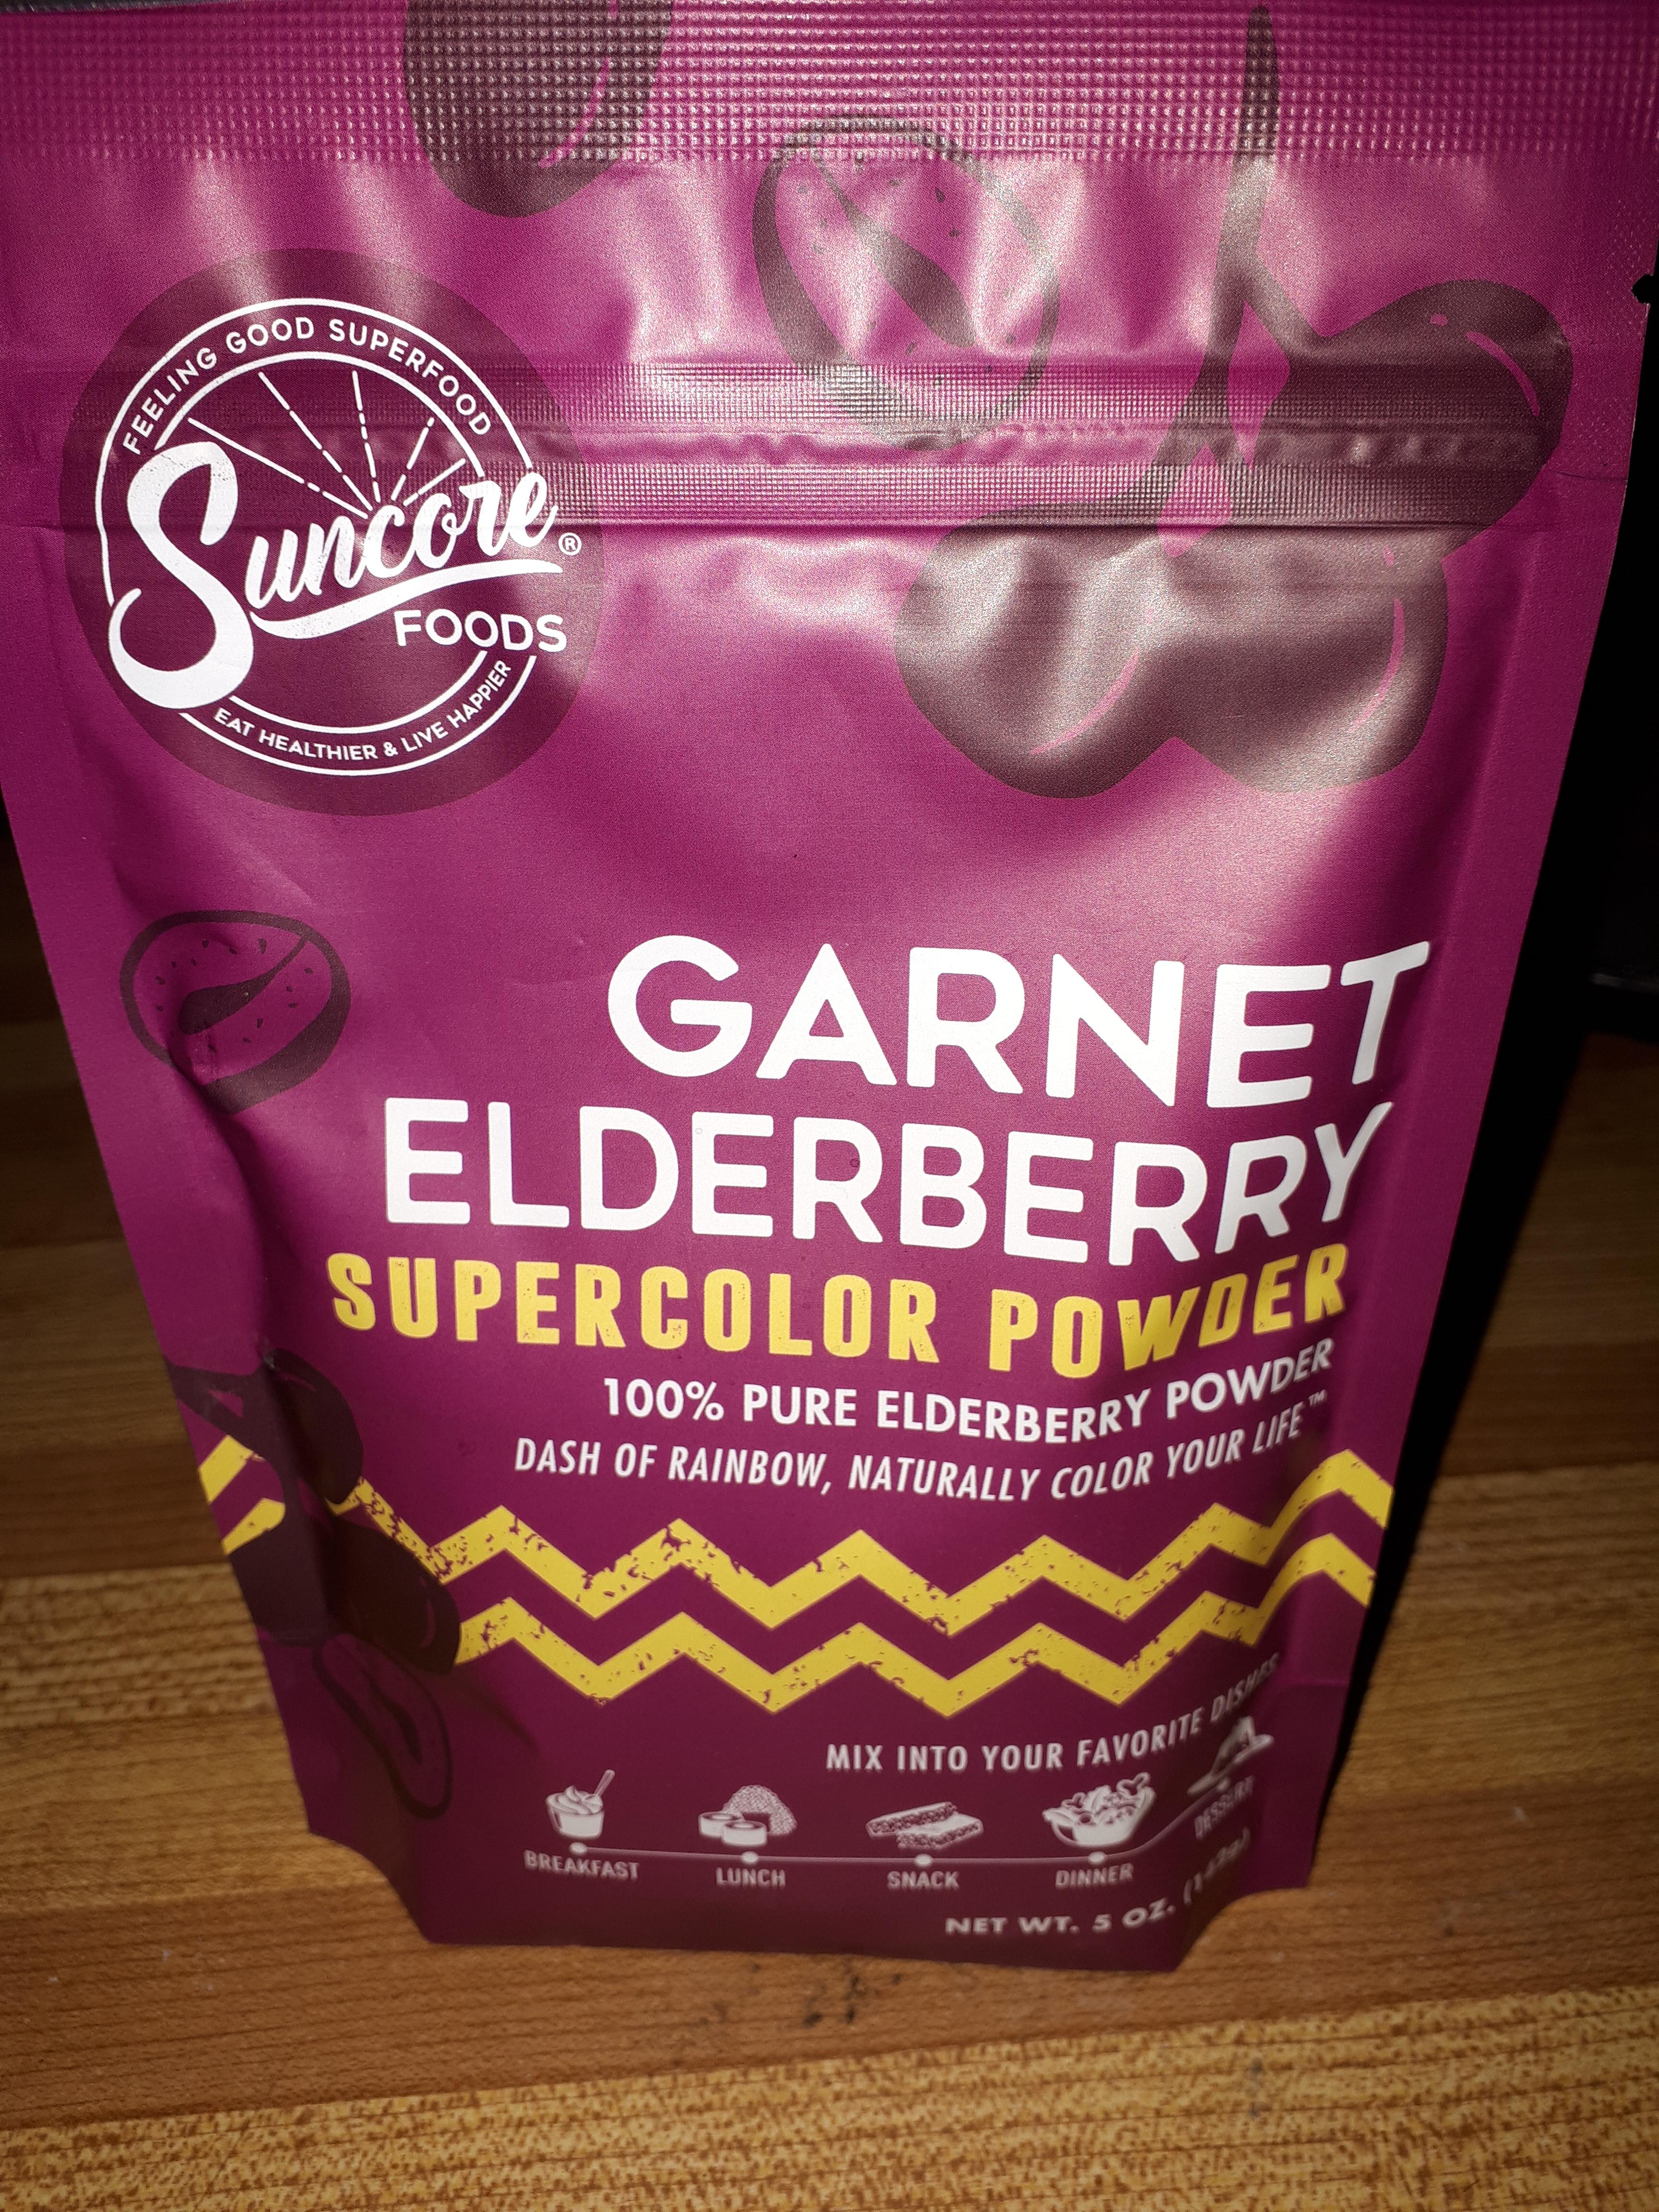 FEELING GOOD SUPERFOOD
Suncore®
FOODS
EAT HEALTHIER & LIVE HAPPIER
GARNET
ELDERBERRY
SUPERCOLOR POWDER
100% PURE ELDERBERRY POWDER
DASH OF RAINBOW, NATURALLY COLOR YOUR LIFE™
MIX INTO YOUR FAVORITE DISHES
BREAKFAST LUNCH SNACK DINNER DESSERT
NET WT. 5 OZ.